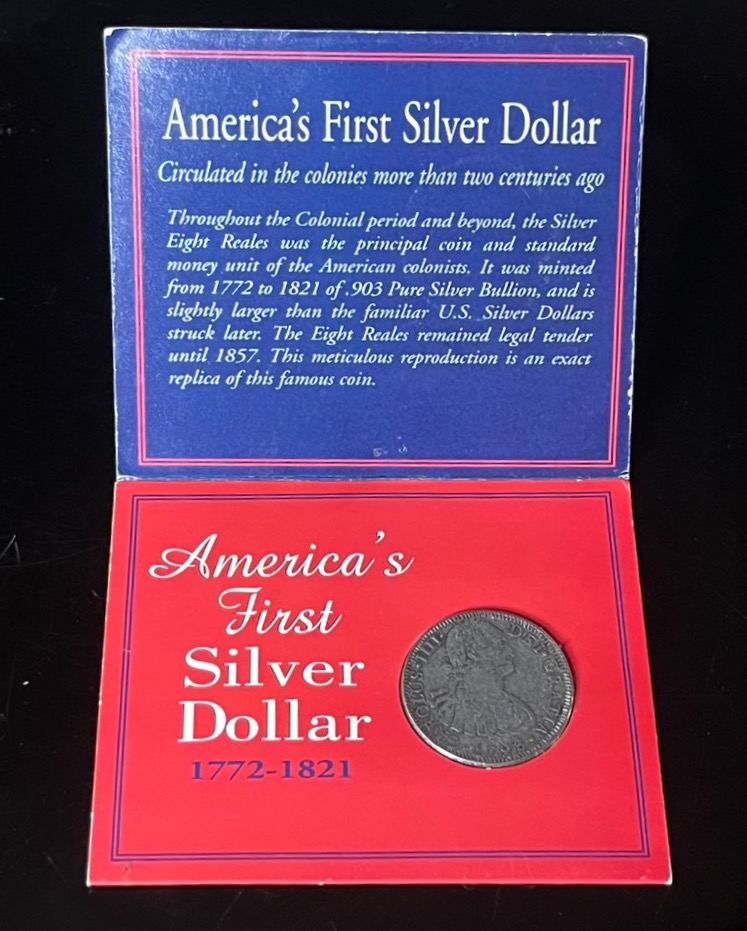 America's First Silver Dollar
Circulated in the colonies more than two centuries ago
Throughout the Colonial period and beyond, the Silver
Eight Reales was the principal coin and standard
money unit of the American colonists. It was minted
from 1772 to 1821 of .903 Pure Silver Bullion, and is
slightly larger than the familiar U.S. Silver Dollars
struck later. The Eight Reales remained legal tender
until 1857. This meticulous reproduction is an exact
replica of this famous coin.
America's
First
Silver
Dollar
1772-1821
DEI GRATIA